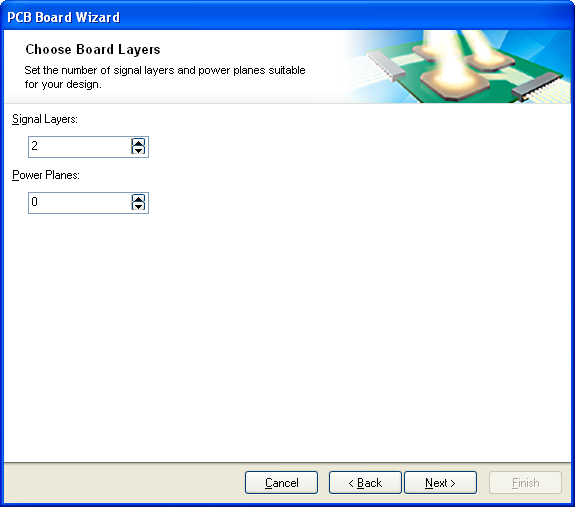 PCB Board Wizard
Choose Board Layers
Set the number of signal layers and power planes suitable
for your design.
Signal Layers:
2
Power Planes:
0
Cancel
< Back
Next >
Finish